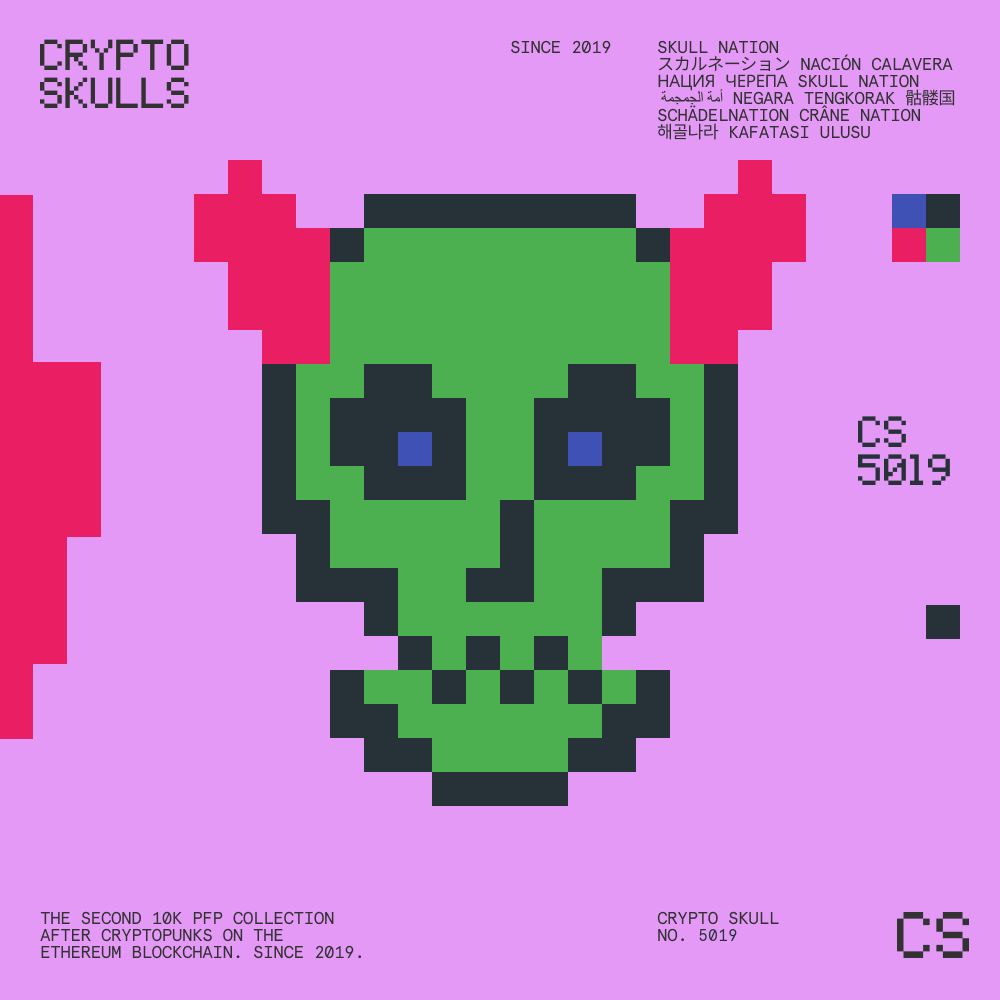 CRYPTO
SKULLS
SINCE 2019
SKULL NATION
スカルネーション NACIÓN CALAVERA
НАЦИЯ ЧЕРЕПА SKULL NATION
أمة الجمجمة NEGARA TENGKORAK 骷髅国
SCHÄDELNATION CRÂNE NATION
해골나라 KAFATASI ULUSU
CS
5019
THE SECOND 10K PFP COLLECTION
AFTER CRYPTOPUNKS ON THE
ETHEREUM BLOCKCHAIN. SINCE 2019.
CRYPTO SKULL
NO. 5019
CS